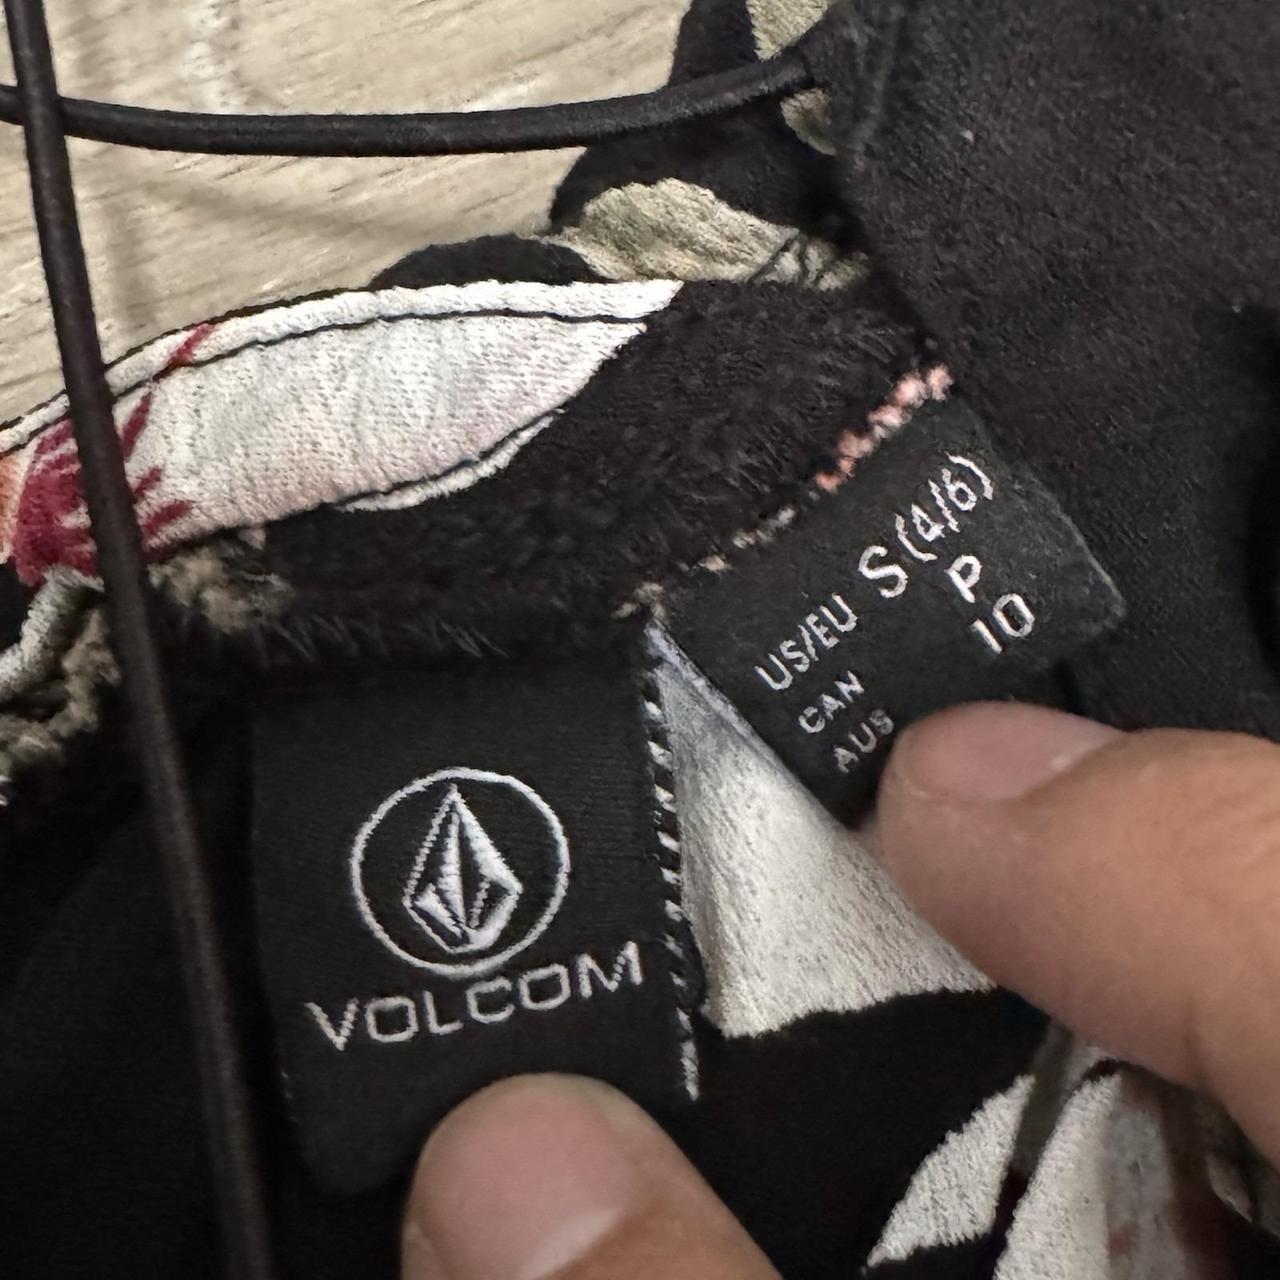 VOLCOM
US/EU S(4/6)
CAN P
AUS 10